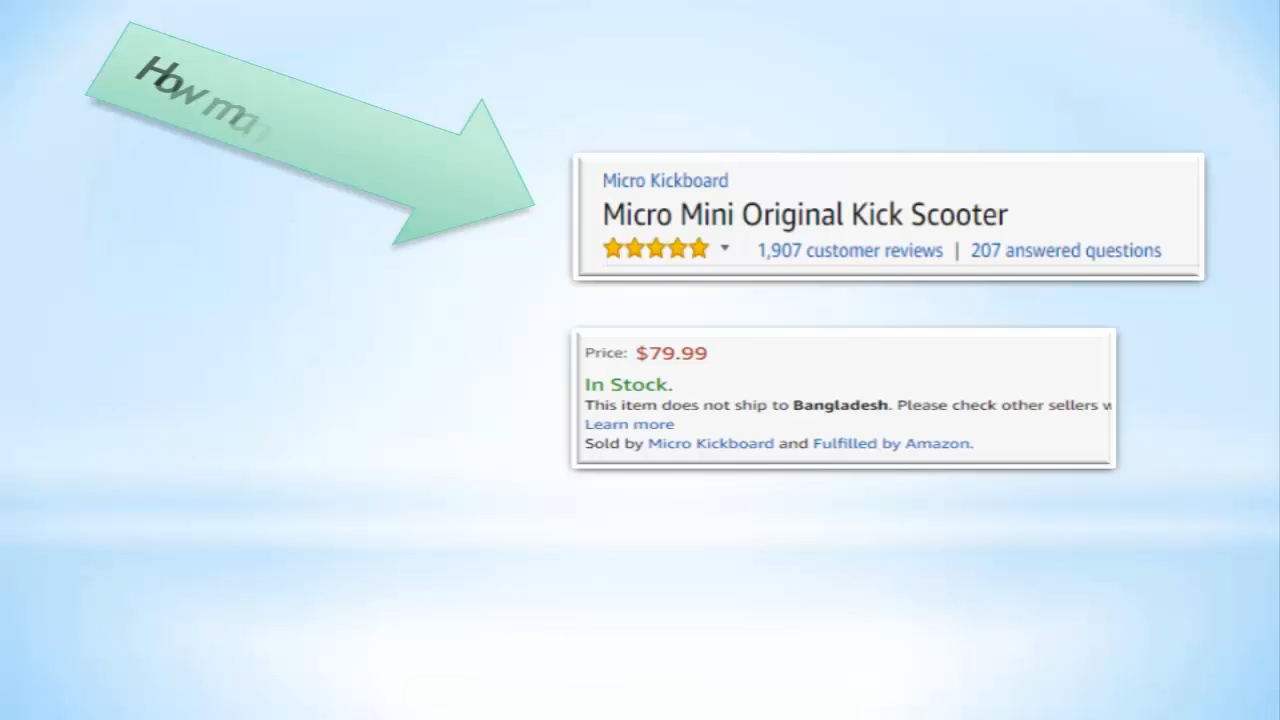 How man
Micro Kickboard
Micro Mini Original Kick Scooter
1,907 customer reviews | 207 answered questions
Price: $79.99
In Stock.
This item does not ship to Bangladesh. Please check other sellers w
Learn more
Sold by Micro Kickboard and Fulfilled by Amazon.